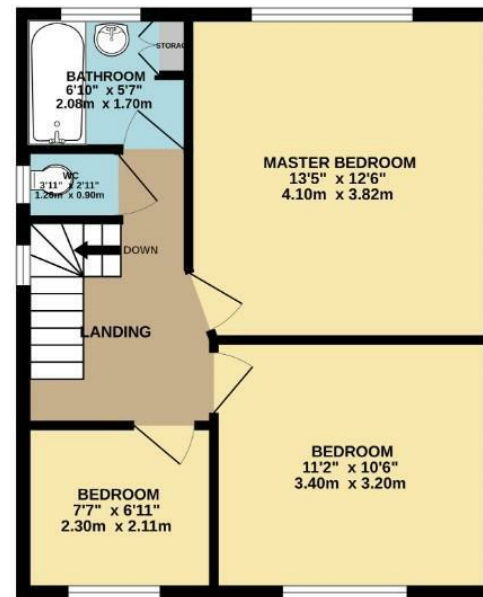 STORAGE
BATHROOM
6'10" x 5'7"
2.08m x 1.70m
WC
3'11" x 2'11"
1.20m x 0.90m
MASTER BEDROOM
13'5" x 12'6"
4.10m x 3.82m
DOWN
LANDING
BEDROOM
11'2" x 10'6"
3.40m x 3.20m
BEDROOM
7'7" x 6'11"
2.30m x 2.11m